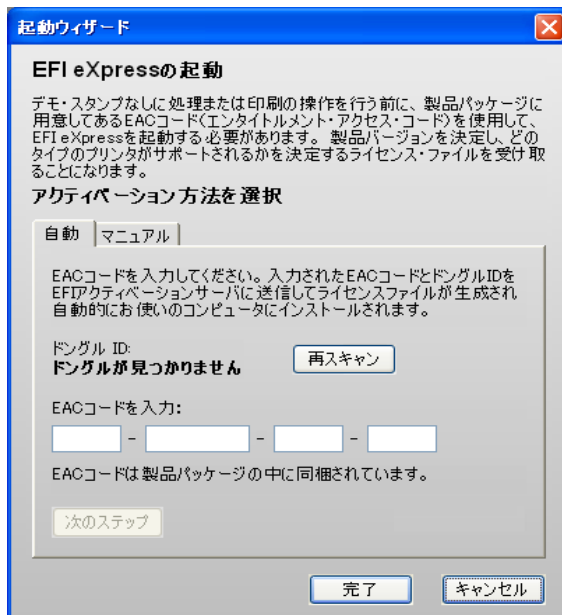 起動ウィザード
EFI eXpressの起動
デモ・スタンプなしに処理または印刷の操作を行う前に、製品パッケージに
用意してあるEACコード(エンタイトルメント・アクセス・コード)を使用して、
EFI eXpressを起動する必要があります。 製品バージョンを決定し、どの
タイプのプリンタがサポートされるかを決定するライセンス・ファイルを受け取
ることになります。
アクティベーション方法を選択
自動 マニュアル
EACコードを入力してください。入力されたEACコードとドングルIDを
EFIアクティベーションサーバに送信してライセンスファイルが生成され
自動的にお使いのコンピュータにインストールされます。
ドングル ID:
ドングルが見つかりません 再スキャン
EACコードを入力:
- - -
EACコードは製品パッケージの中に同梱されています。
次のステップ
完了 キャンセル